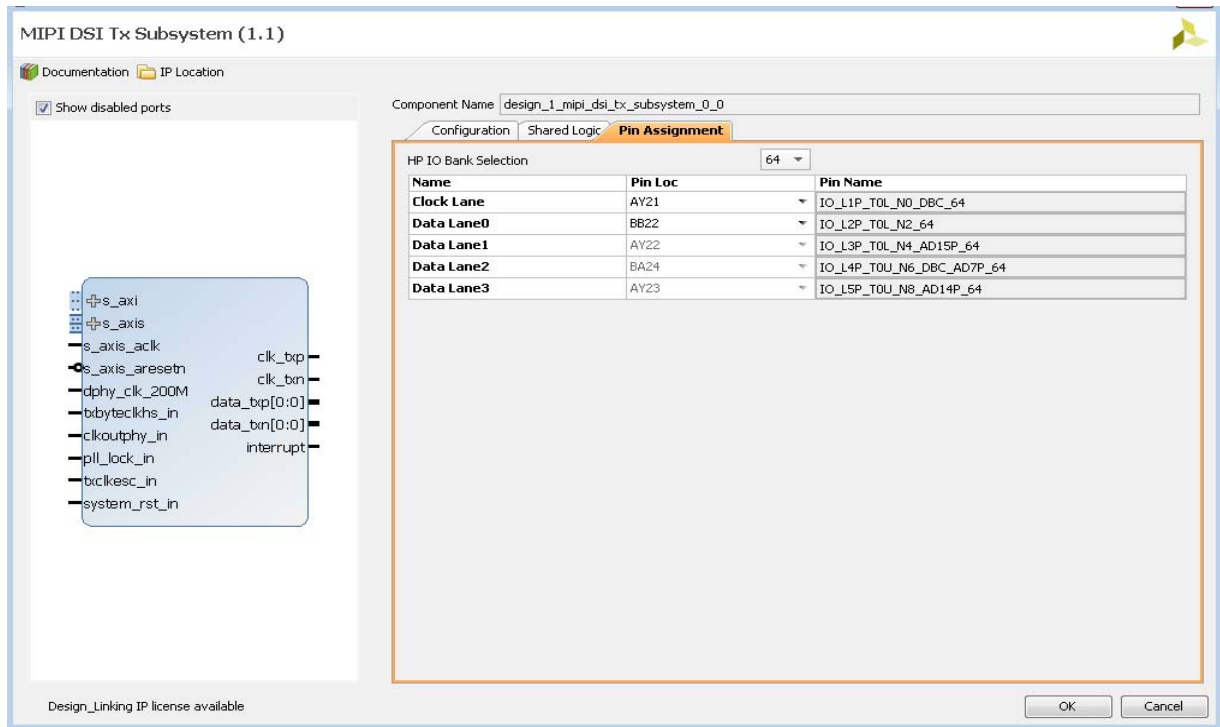 MIPI DSI Tx Subsystem (1.1)
Documentation IP Location
Show disabled ports
s_axi
s_axis
s_axis_aclk
s_axis_aresetn
dphy_clk_200M
txbyteclkhs_in
clkoutphy_in
pll_lock_in
txclkesc_in
system_rst_in
clk_txp
clk_txn
data_txp[0:0]
data_txn[0:0]
interrupt
Component Name design_1_mipi_dsi_tx_subsystem_0_0
Configuration Shared Logic Pin Assignment
HP IO Bank Selection 64
Name Pin Loc Pin Name
Clock Lane AY21 IO_L1P_T0L_N0_DBC_64
Data Lane0 BB22 IO_L2P_T0L_N2_64
Data Lane1 AY22 IO_L3P_T0L_N4_AD15P_64
Data Lane2 BA24 IO_L4P_T0U_N6_DBC_AD7P_64
Data Lane3 AY23 IO_L5P_T0U_N8_AD14P_64
Design_Linking IP license available
OK Cancel